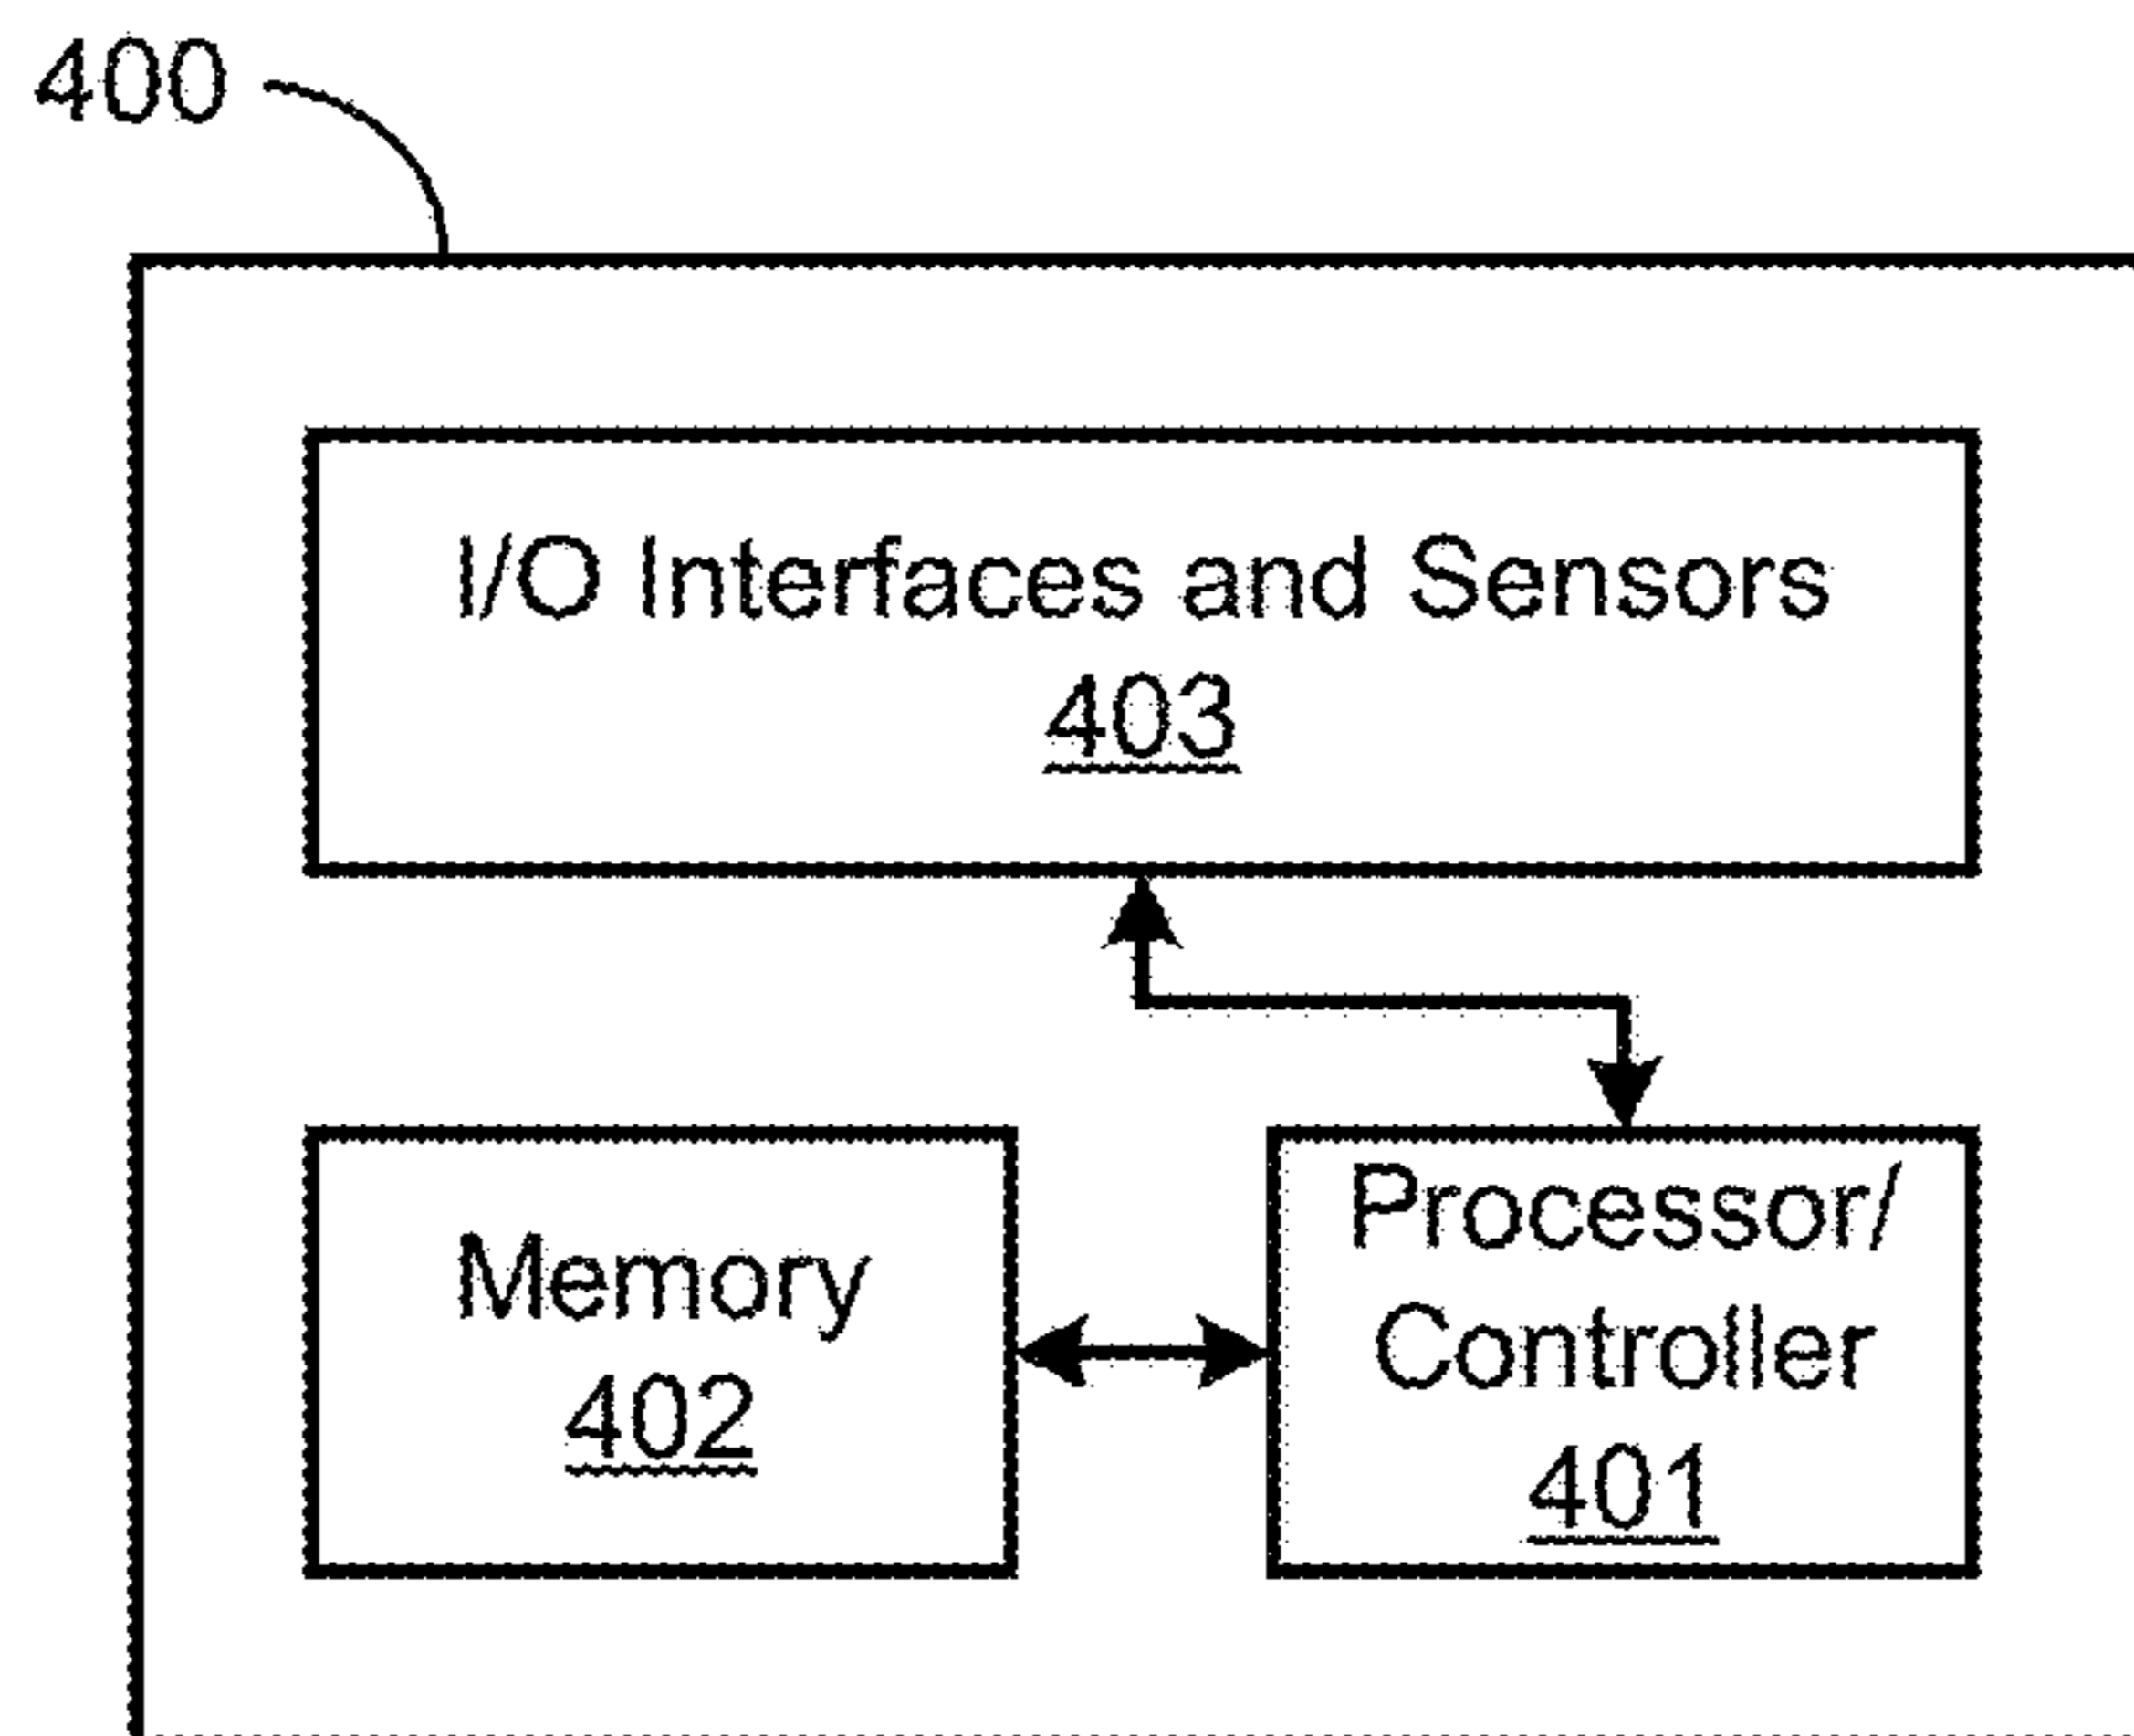 400
I/O Interfaces and Sensors
403
Memory
402
Processor/
Controller
401